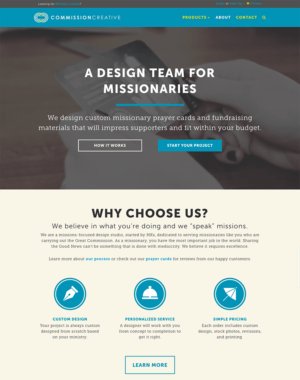 COMMISSIONCREATIVE
PRODUCTS
ABOUT
CONTACT
A DESIGN TEAM FOR
MISSIONARIES
We design custom missionary prayer cards and fundraising
materials that will impress supporters and fit within your budget.
HOW IT WORKS
START YOUR PROJECT
WHY CHOOSE US?
We believe in what you're doing and we "speak" missions.
We are a missions-focused design studio, started by MKs, dedicated to serving missionaries like you who are
carrying out the Great Commission. As a missionary, you have the most important job in the world. Sharing
the Good News can't be something that is done with mediocrity. We believe it requires excellence.
Learn more about our process or check out our prayer cards for reviews from our happy customers.
CUSTOM DESIGN
Your project is always custom
designed from scratch based
on your ministry.
PERSONALIZED SERVICE
A designer will work with you
from concept to completion to
get it right.
SIMPLE PRICING
Each order includes custom
design, stock photos, revisions,
and printing.
LEARN MORE